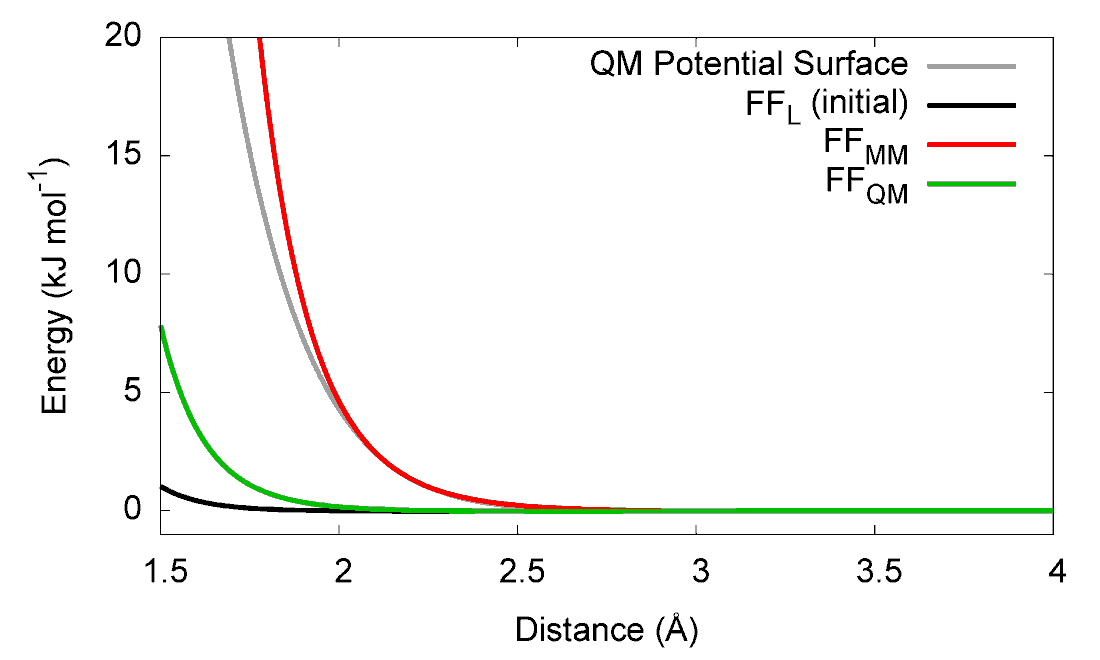 20
15
10
5
0
Energy (kJ mol⁻¹)
QM Potential Surface
FF_L (initial)
FF_MM
FF_QM
1.5 2 2.5 3 3.5 4
Distance (Å)